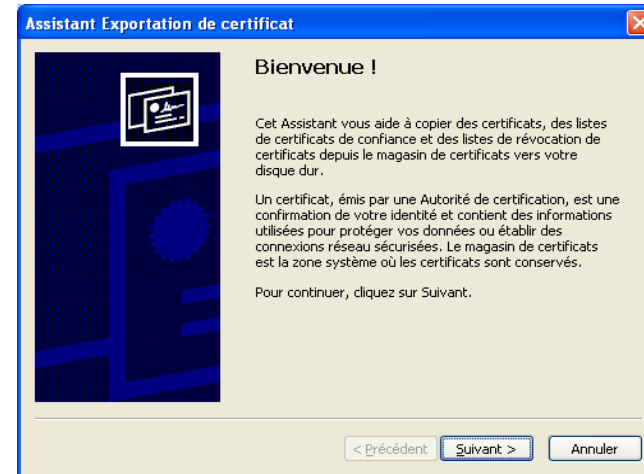 Assistant Exportation de certificat
Bienvenue !
Cet Assistant vous aide à copier des certificats, des listes
de certificats de confiance et des listes de révocation de
certificats depuis le magasin de certificats vers votre
disque dur.
Un certificat, émis par une Autorité de certification, est une
confirmation de votre identité et contient des informations
utilisées pour protéger vos données ou établir des
connexions réseau sécurisées. Le magasin de certificats
est la zone système où les certificats sont conservés.
Pour continuer, cliquez sur Suivant.
< Précédent Suivant > Annuler